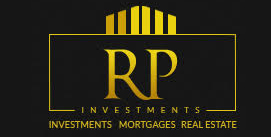 RP
INVESTMENTS
INVESTMENTS MORTGAGES REAL ESTATE